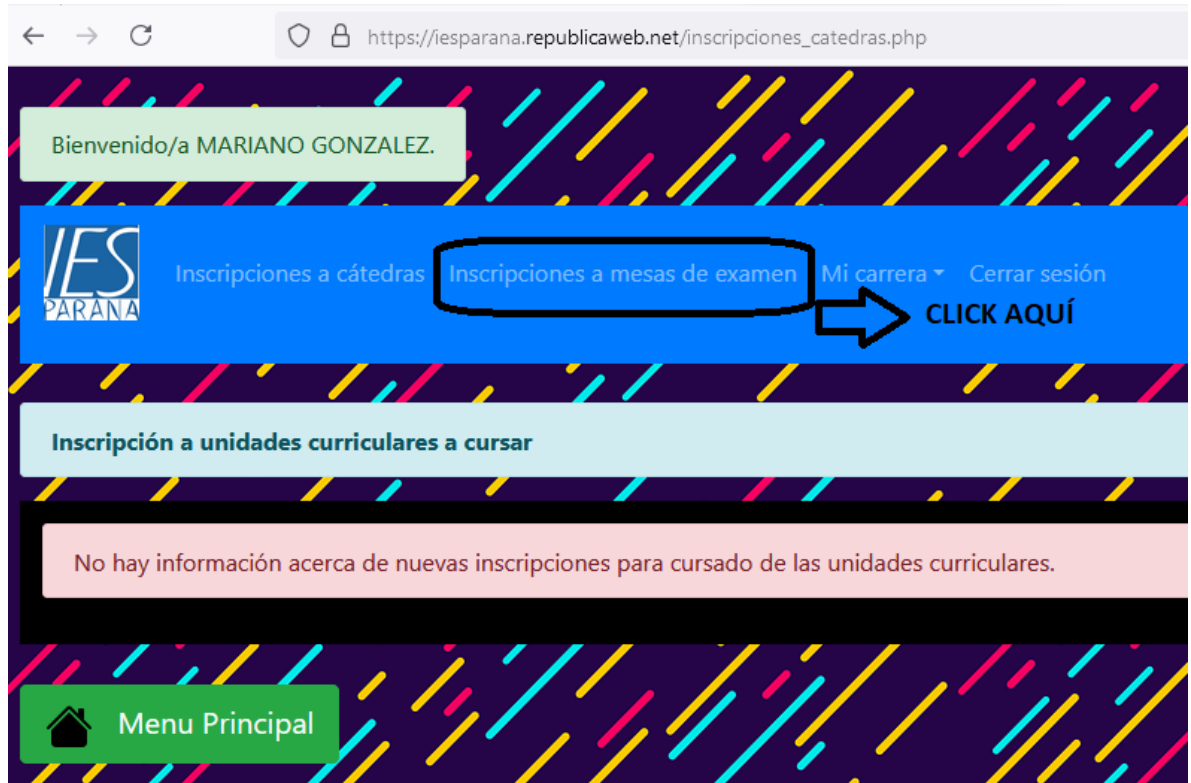 https://iesparana.republicaweb.net/inscripciones_catedras.php
Bienvenido/a MARIANO GONZALEZ.
IES
PARANA
Inscripciones a cátedras Inscripciones a mesas de examen Mi carrera Cerrar sesión
CLICK AQUÍ
Inscripción a unidades curriculares a cursar
No hay información acerca de nuevas inscripciones para cursado de las unidades curriculares.
Menu Principal